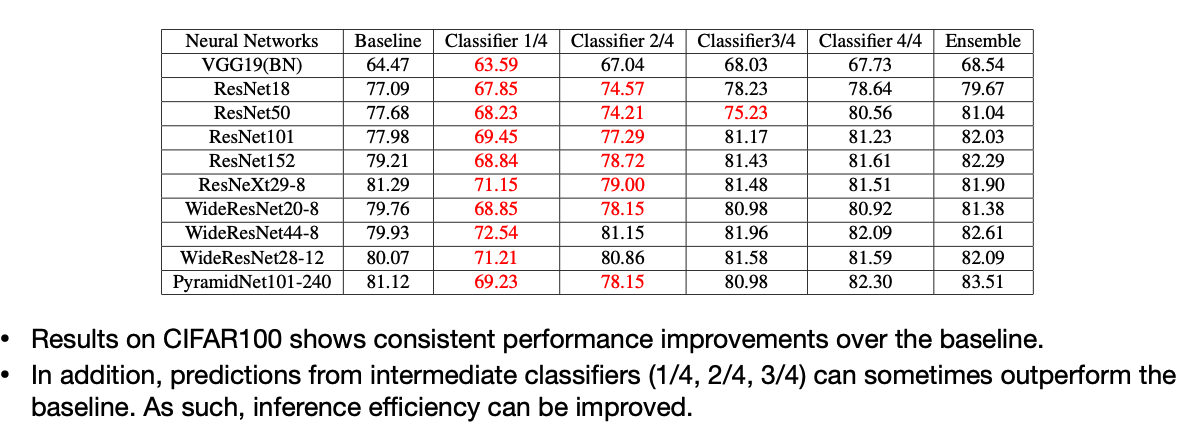 Neural Networks Baseline Classifier 1/4 Classifier 2/4 Classifier3/4 Classifier 4/4 Ensemble
VGG19(BN) 64.47 63.59 67.04 68.03 67.73 68.54
ResNet18 77.09 67.85 74.57 78.23 78.64 79.67
ResNet50 77.68 68.23 74.21 75.23 80.56 81.04
ResNet101 77.98 69.45 77.29 81.17 81.23 82.03
ResNet152 79.21 68.84 78.72 81.43 81.61 82.29
ResNeXt29-8 81.29 71.15 79.00 81.48 81.51 81.90
WideResNet20-8 79.76 68.85 78.15 80.98 80.92 81.38
WideResNet44-8 79.93 72.54 81.15 81.96 82.09 82.61
WideResNet28-12 80.07 71.21 80.86 81.58 81.59 82.09
PyramidNet101-240 81.12 69.23 78.15 80.98 82.30 83.51
• Results on CIFAR100 shows consistent performance improvements over the baseline.
• In addition, predictions from intermediate classifiers (1/4, 2/4, 3/4) can sometimes outperform the
baseline. As such, inference efficiency can be improved.